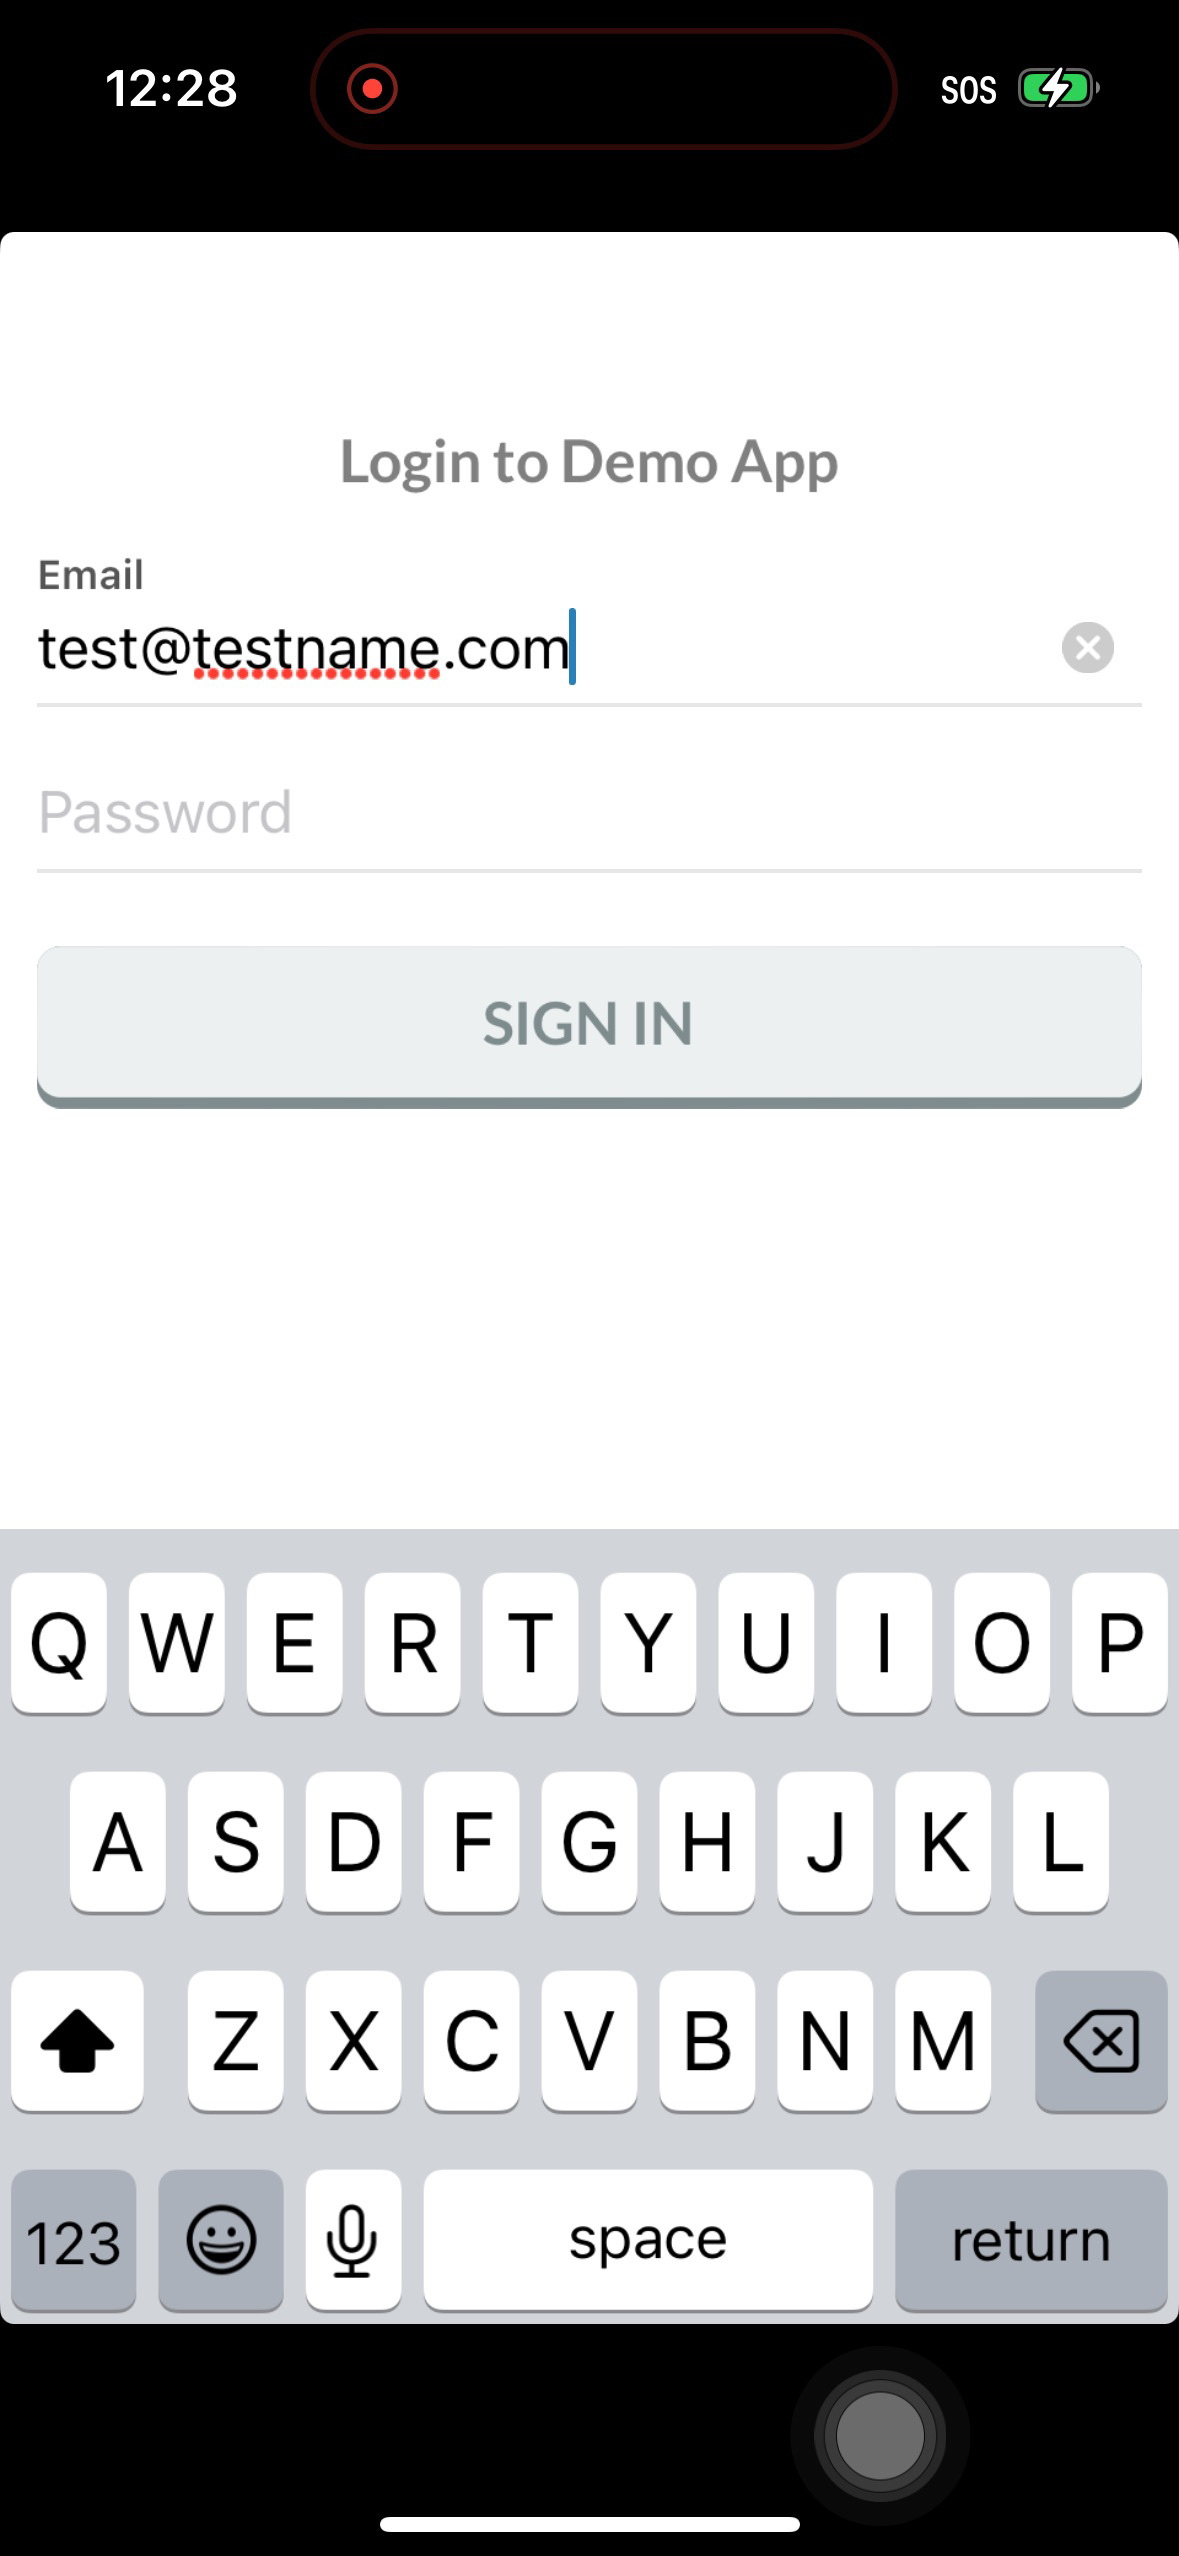 12:28 SOS
Login to Demo App
Email
test@testname.com
Password
SIGN IN
Q W E R T Y U I O P
A S D F G H J K L
Z X C V B N M
123 space return